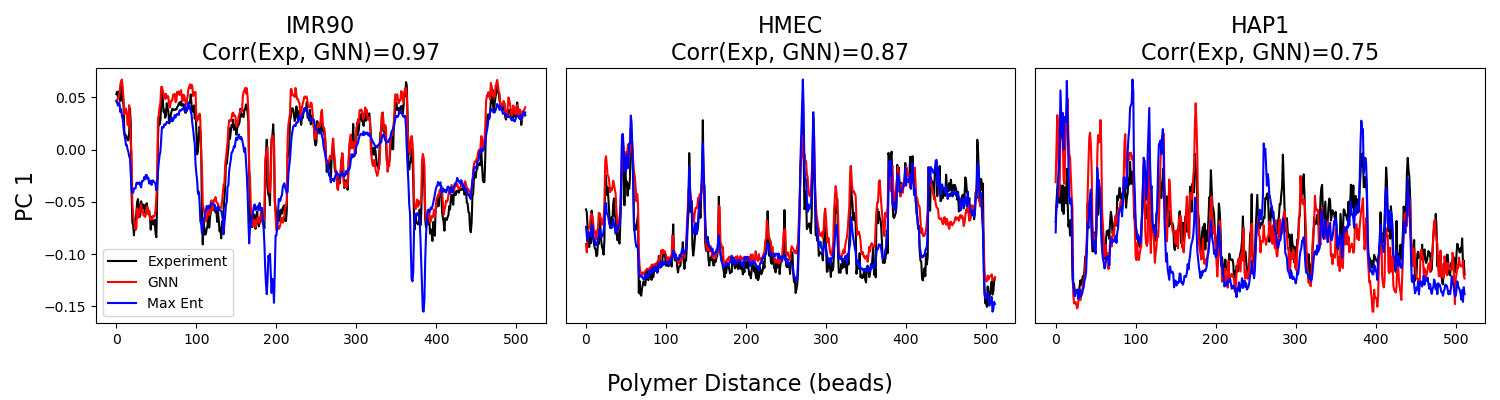 IMR90
Corr(Exp, GNN)=0.97
HMEC
Corr(Exp, GNN)=0.87
HAP1
Corr(Exp, GNN)=0.75
PC 1
0.05
0.00
−0.05
−0.10
−0.15
Experiment
GNN
Max Ent
0 100 200 300 400 500
0 100 200 300 400 500
0 100 200 300 400 500
Polymer Distance (beads)